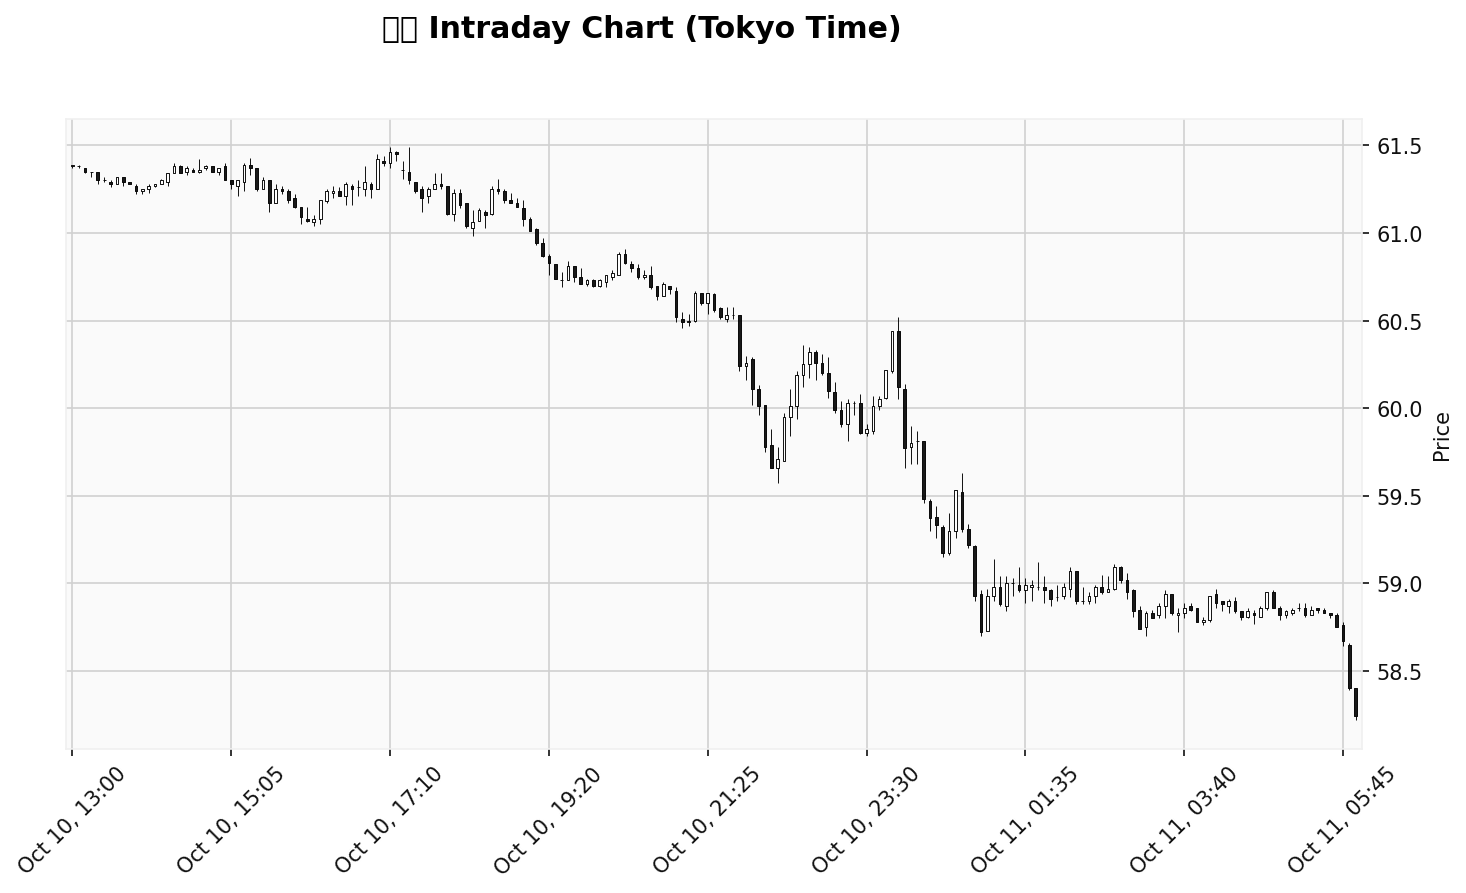 Intraday Chart (Tokyo Time)
61.5
61.0
60.5
60.0
59.5
59.0
58.5
Price
Oct 10, 13:00
Oct 10, 15:05
Oct 10, 17:10
Oct 10, 19:20
Oct 10, 21:25
Oct 10, 23:30
Oct 11, 01:35
Oct 11, 03:40
Oct 11, 05:45